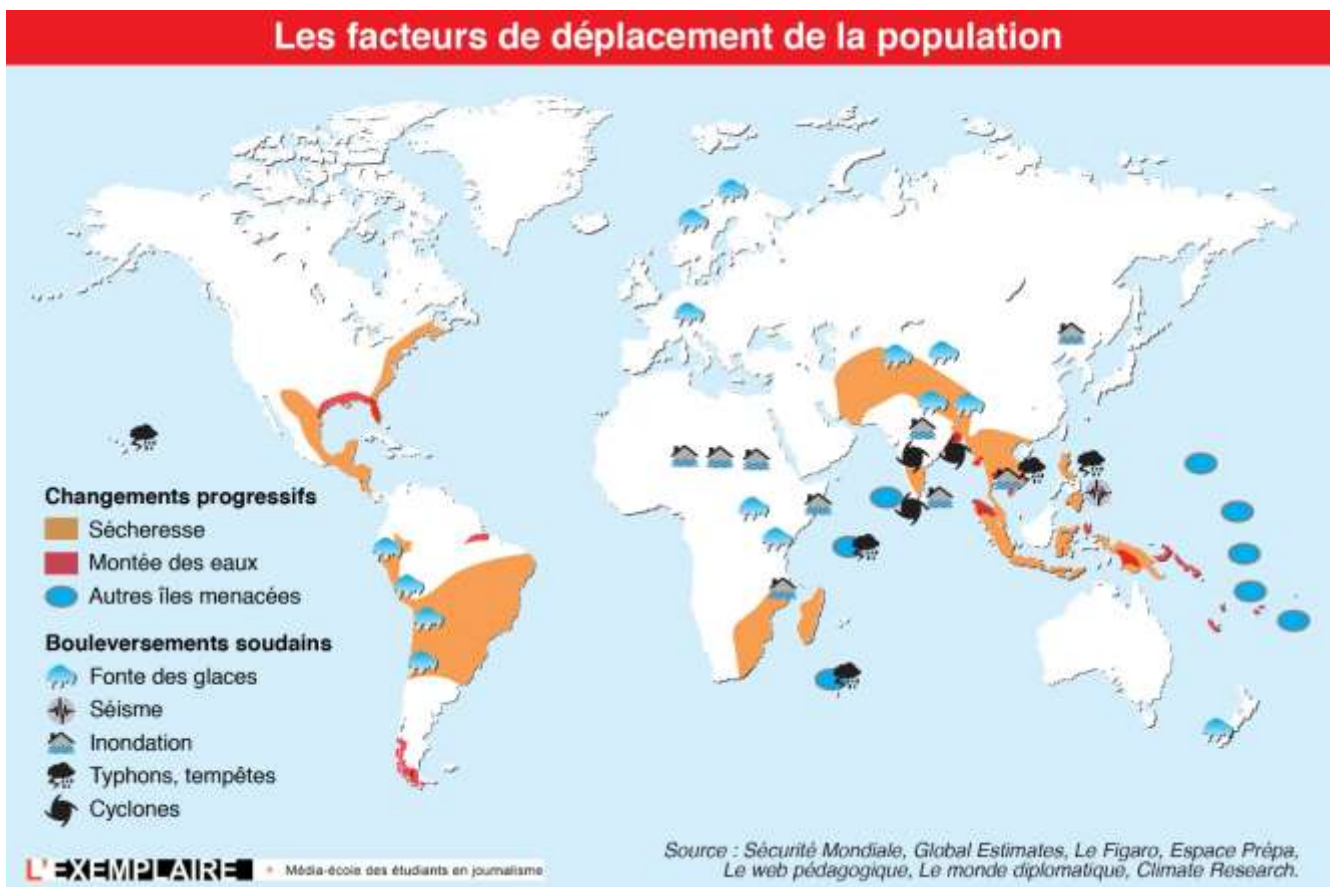 Les facteurs de déplacement de la population
Changements progressifs
Sécheresse
Montée des eaux
Autres îles menacées
Bouleversements soudains
Fonte des glaces
Séisme
Inondation
Typhons, tempêtes
Cyclones
L'EXEMPLAIRE • Média-école des étudiants en journalisme
Source : Sécurité Mondiale, Global Estimates, Le Figaro, Espace Prépa,
Le web pédagogique, Le monde diplomatique, Climate Research.